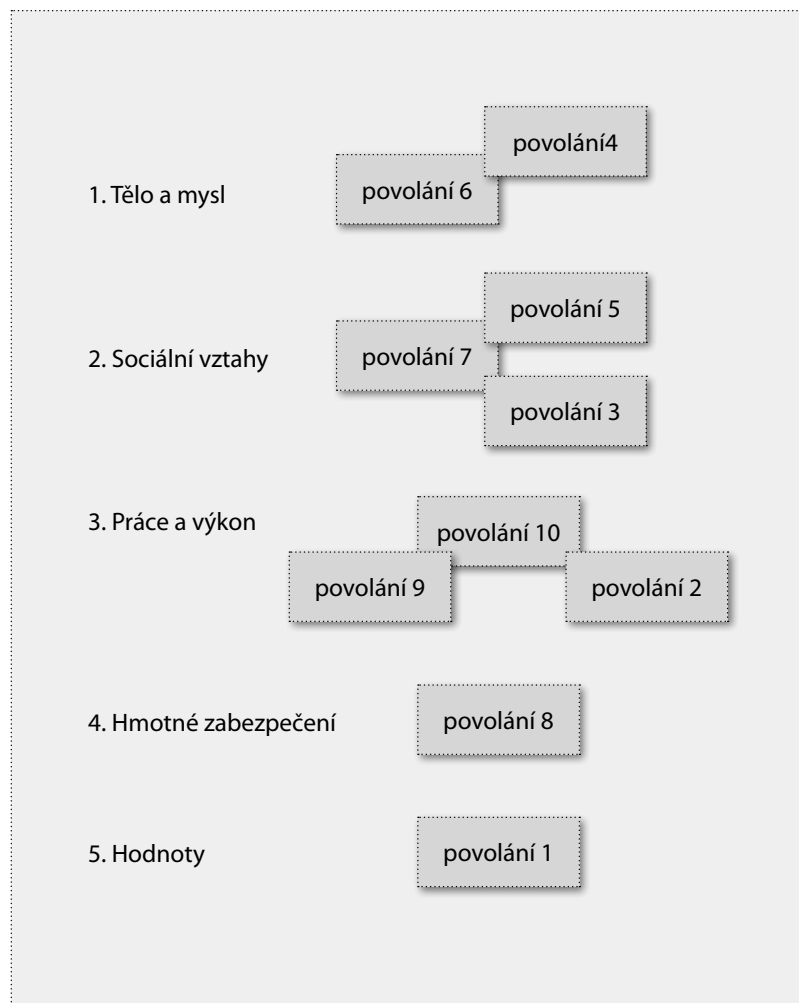 povolání4
1. Tělo a mysl
povolání 6
povolání 5
2. Sociální vztahy
povolání 7
povolání 3
3. Práce a výkon
povolání 10
povolání 9
povolání 2
4. Hmotné zabezpečení
povolání 8
5. Hodnoty
povolání 1